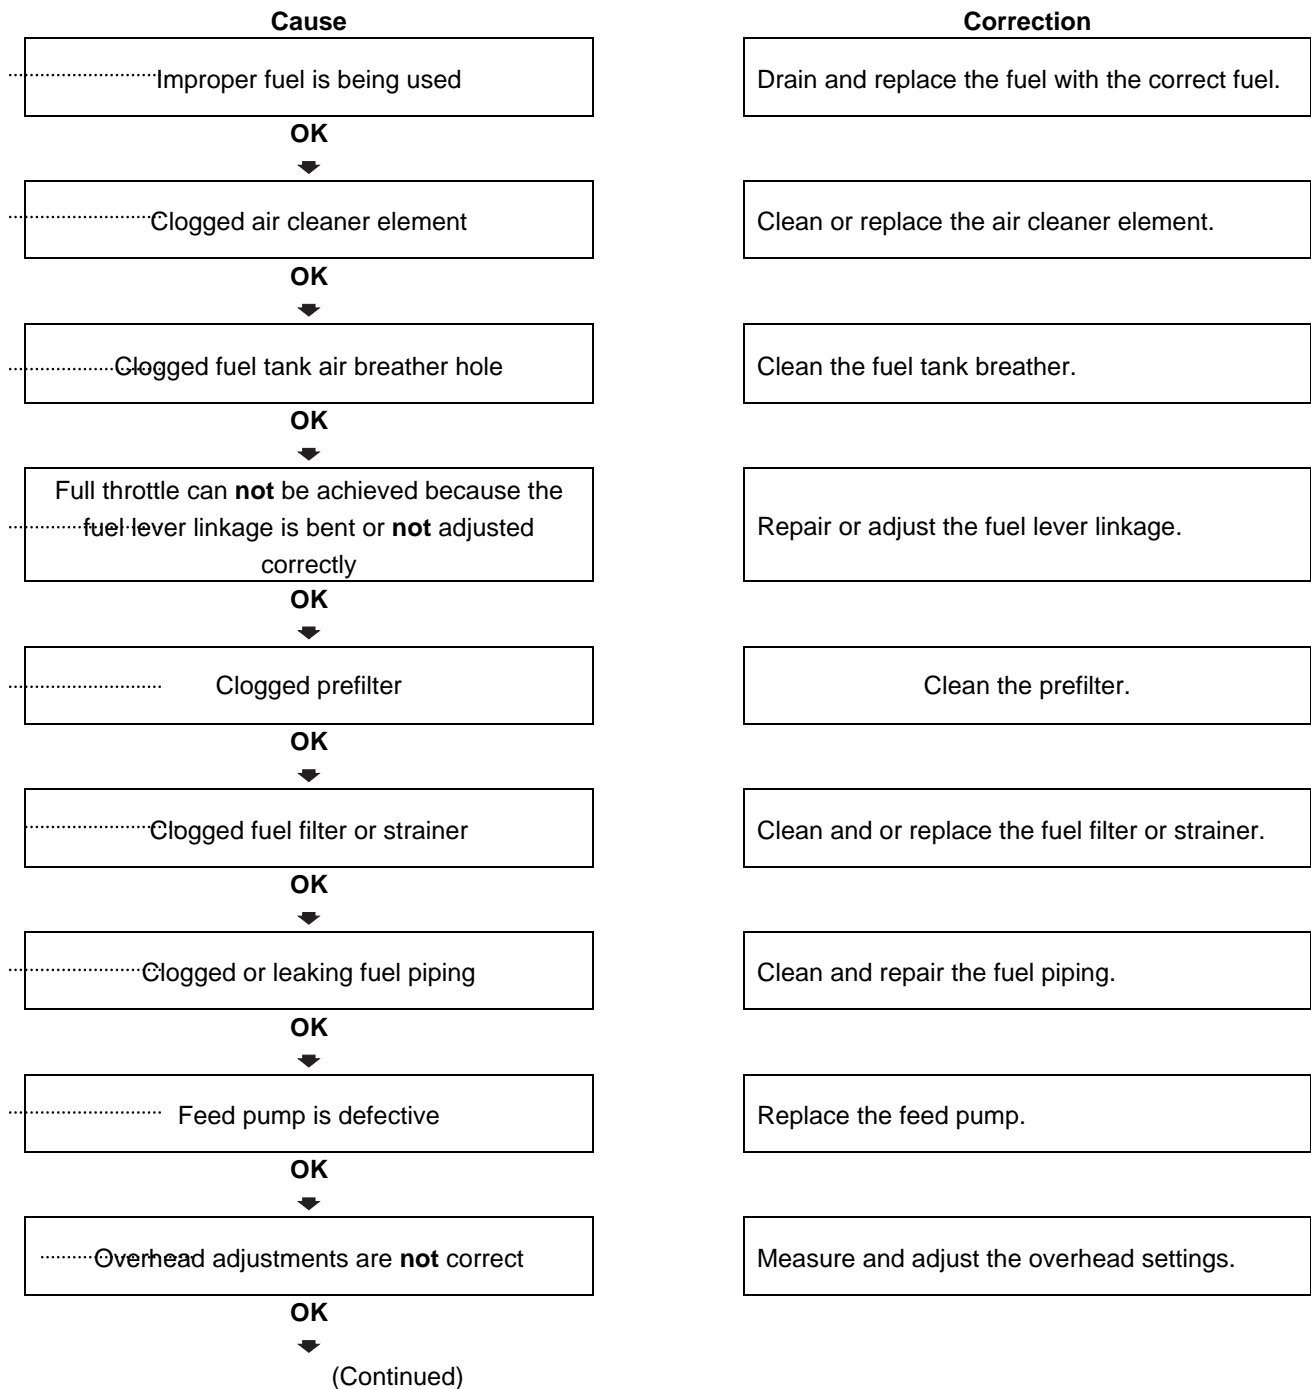 Cause
Correction
Improper fuel is being used
Drain and replace the fuel with the correct fuel.
OK
Clogged air cleaner element
Clean or replace the air cleaner element.
OK
Clogged fuel tank air breather hole
Clean the fuel tank breather.
OK
Full throttle can not be achieved because the
fuel lever linkage is bent or not adjusted
correctly
Repair or adjust the fuel lever linkage.
OK
Clogged prefilter
Clean the prefilter.
OK
Clogged fuel filter or strainer
Clean and or replace the fuel filter or strainer.
OK
Clogged or leaking fuel piping
Clean and repair the fuel piping.
OK
Feed pump is defective
Replace the feed pump.
OK
Overhead adjustments are not correct
Measure and adjust the overhead settings.
OK
(Continued)